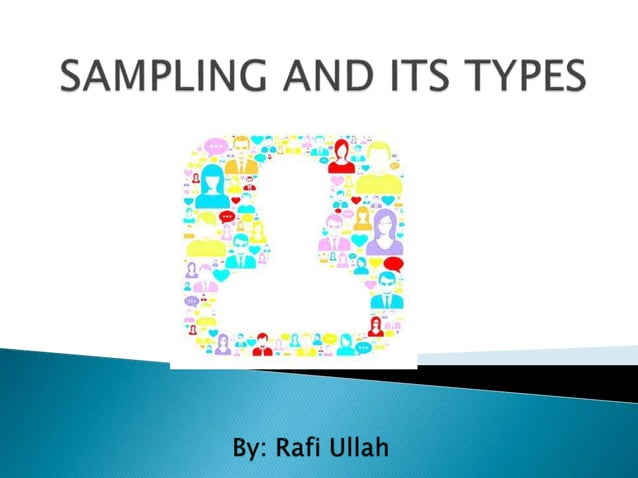 SAMPLING AND ITS TYPES
By: Rafi Ullah